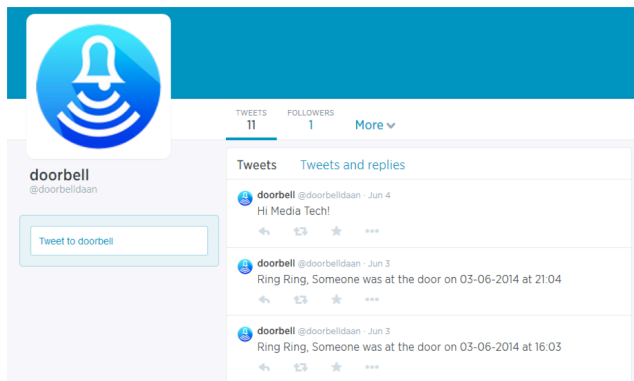 TWEETS
11
FOLLOWERS
1
More
doorbell
@doorbelldaan
Tweet to doorbell
Tweets
Tweets and replies
doorbell @doorbelldaan · Jun 4
Hi Media Tech!
doorbell @doorbelldaan · Jun 3
Ring Ring, Someone was at the door on 03-06-2014 at 21:04
doorbell @doorbelldaan · Jun 3
Ring Ring, Someone was at the door on 03-06-2014 at 16:03